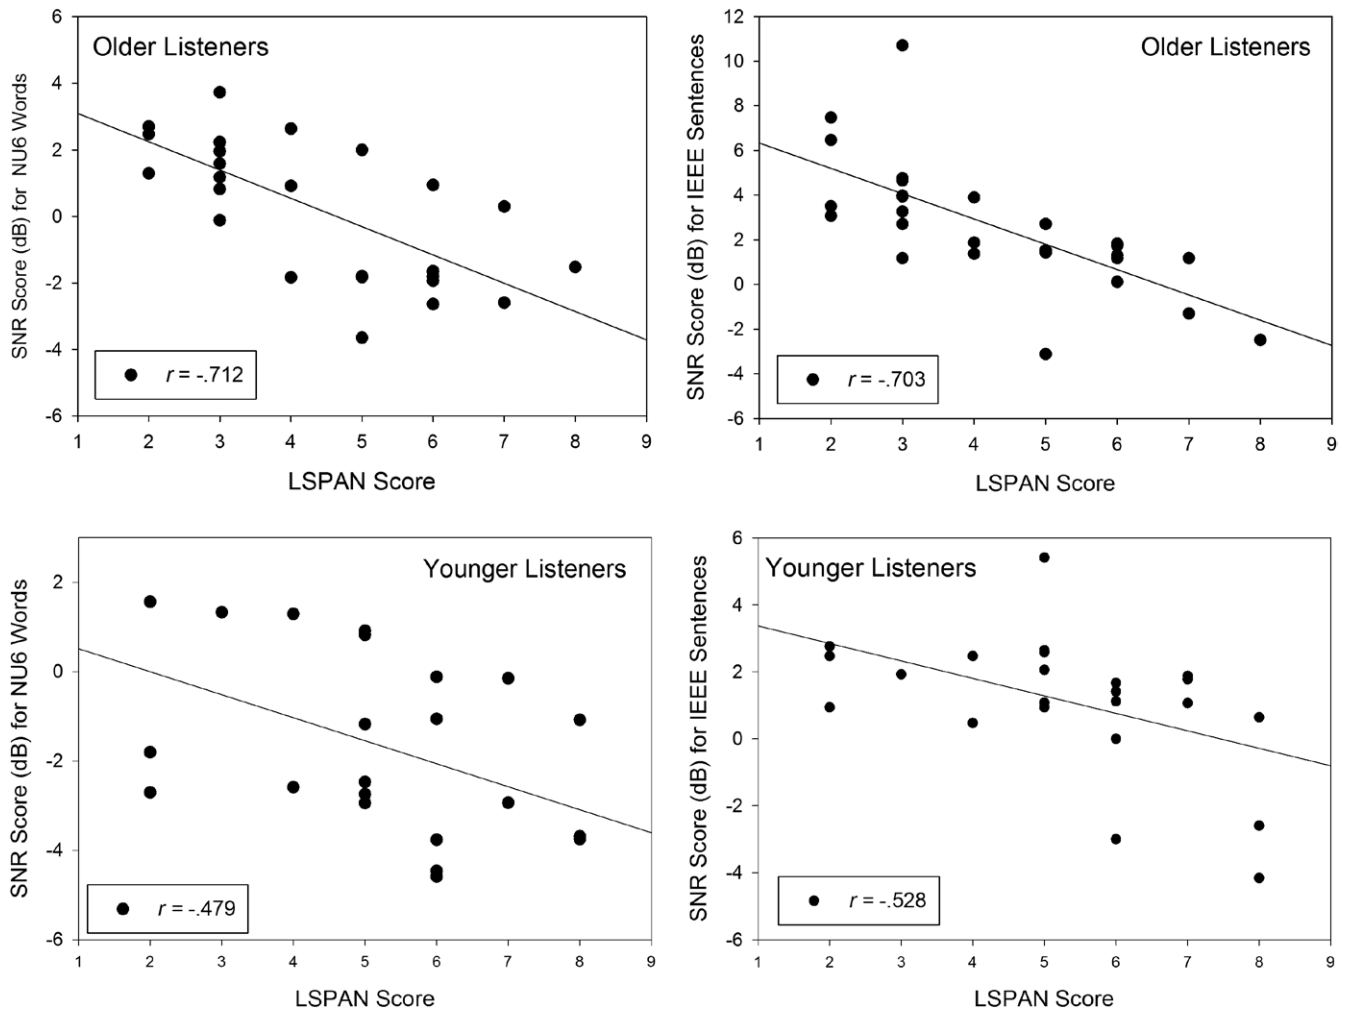 Older Listeners
SNR Score (dB) for NU6 Words
6
4
2
0
-2
-4
-6
r = -.712
1 2 3 4 5 6 7 8 9
LSPAN Score
Older Listeners
SNR Score (dB) for IEEE Sentences
12
10
8
6
4
2
0
-2
-4
-6
r = -.703
1 2 3 4 5 6 7 8 9
LSPAN Score
Younger Listeners
SNR Score (dB) for NU6 Words
2
0
-2
-4
-6
r = -.479
1 2 3 4 5 6 7 8 9
LSPAN Score
Younger Listeners
SNR Score (dB) for IEEE Sentences
6
4
2
0
-2
-4
-6
r = -.528
1 2 3 4 5 6 7 8 9
LSPAN Score